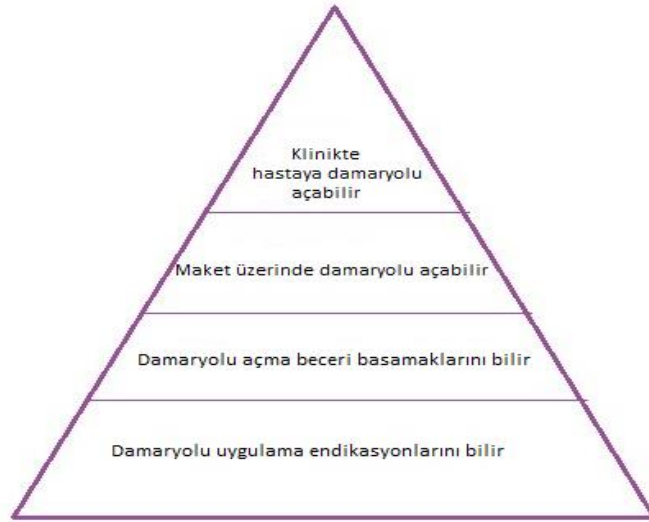 Klinikte
hastaya damaryolu
açabilir
Maket üzerinde damaryolu açabilir
Damaryolu açma beceri basamaklarını bilir
Damaryolu uygulama endikasyonlarını bilir